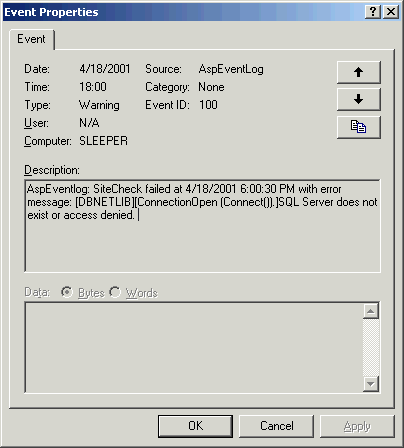 Event Properties
Event
Date: 4/18/2001 Source: AspEventLog
Time: 18:00 Category: None
Type: Warning Event ID: 100
User: N/A
Computer: SLEEPER
Description:
AspEventlog: SiteCheck failed at 4/18/2001 6:00:30 PM with error
message: [DBNETLIB][ConnectionOpen (Connect()).]SQL Server does not
exist or access denied.
Data: Bytes Words
OK Cancel Apply